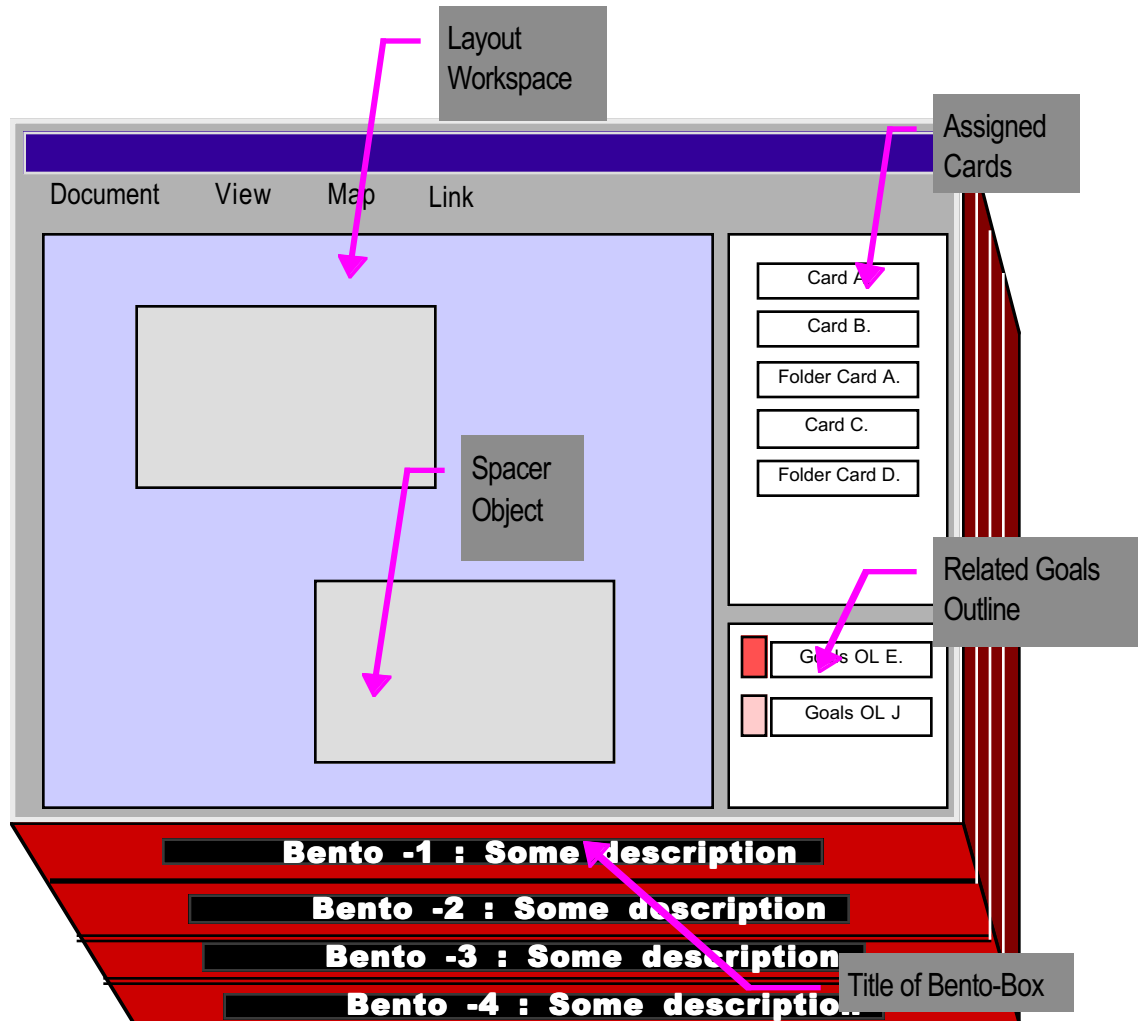 Layout
Workspace
Assigned
Cards
Document View Map Link
Card A.
Card B.
Folder Card A.
Card C.
Folder Card D.
Spacer
Object
Related Goals
Outline
Goals OL E.
Goals OL J
Bento -1 : Some description
Bento -2 : Some description
Bento -3 : Some description
Title of Bento-Box
Bento -4 : Some description